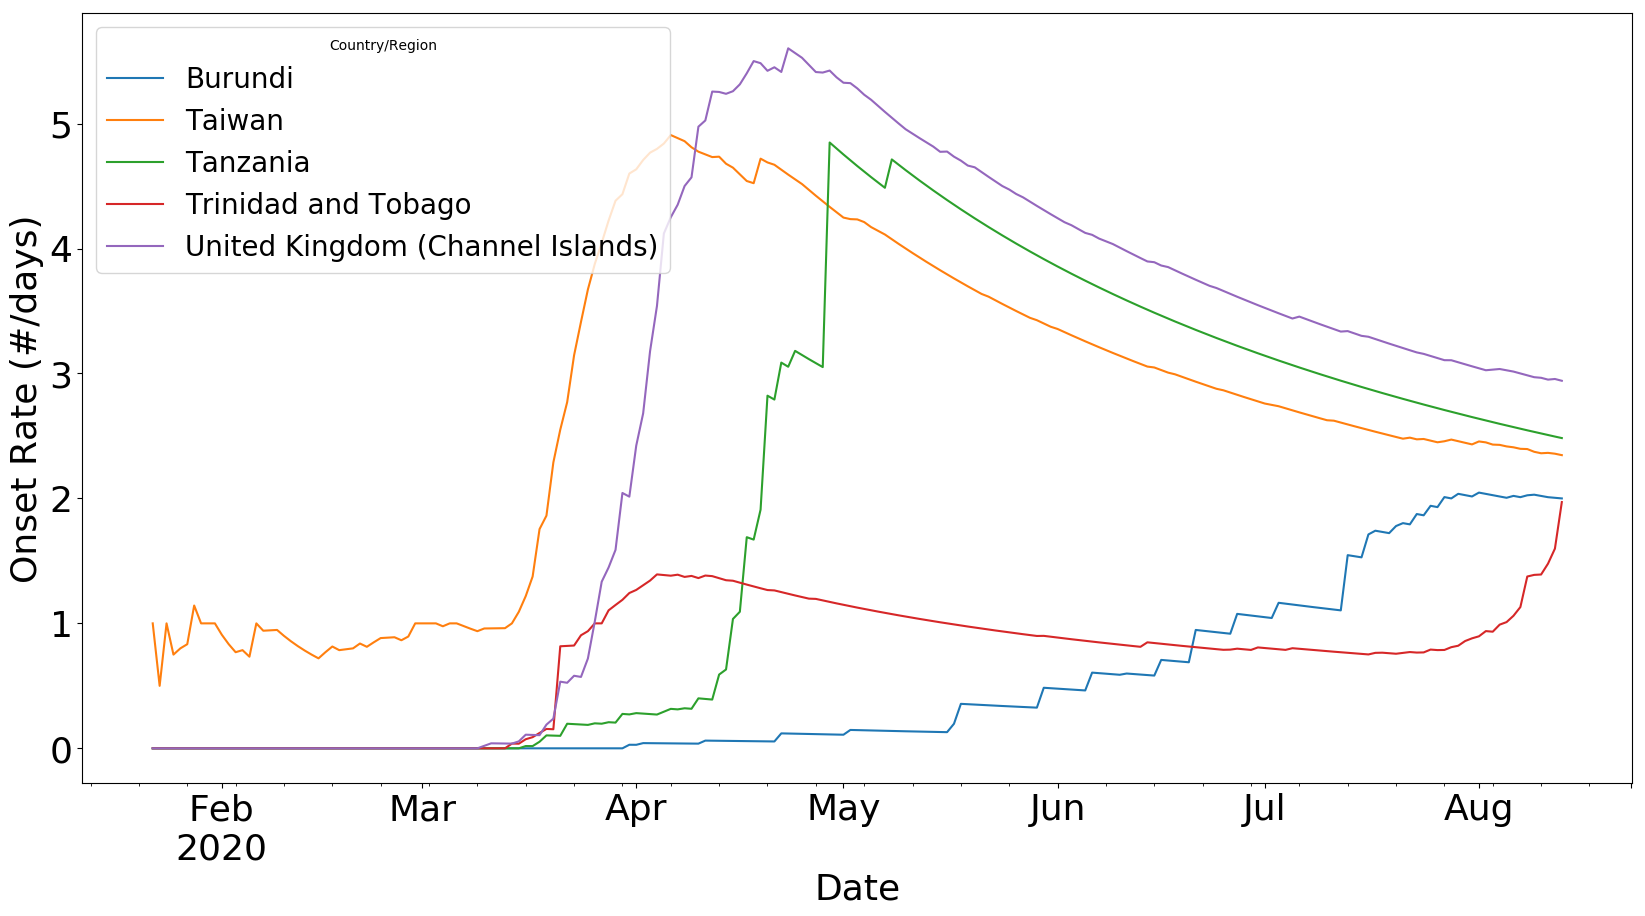 Country/Region
Burundi
Taiwan
Tanzania
Trinidad and Tobago
United Kingdom (Channel Islands)
Onset Rate (#/days)
5
4
3
2
1
0
Feb Mar Apr May Jun Jul Aug
2020
Date